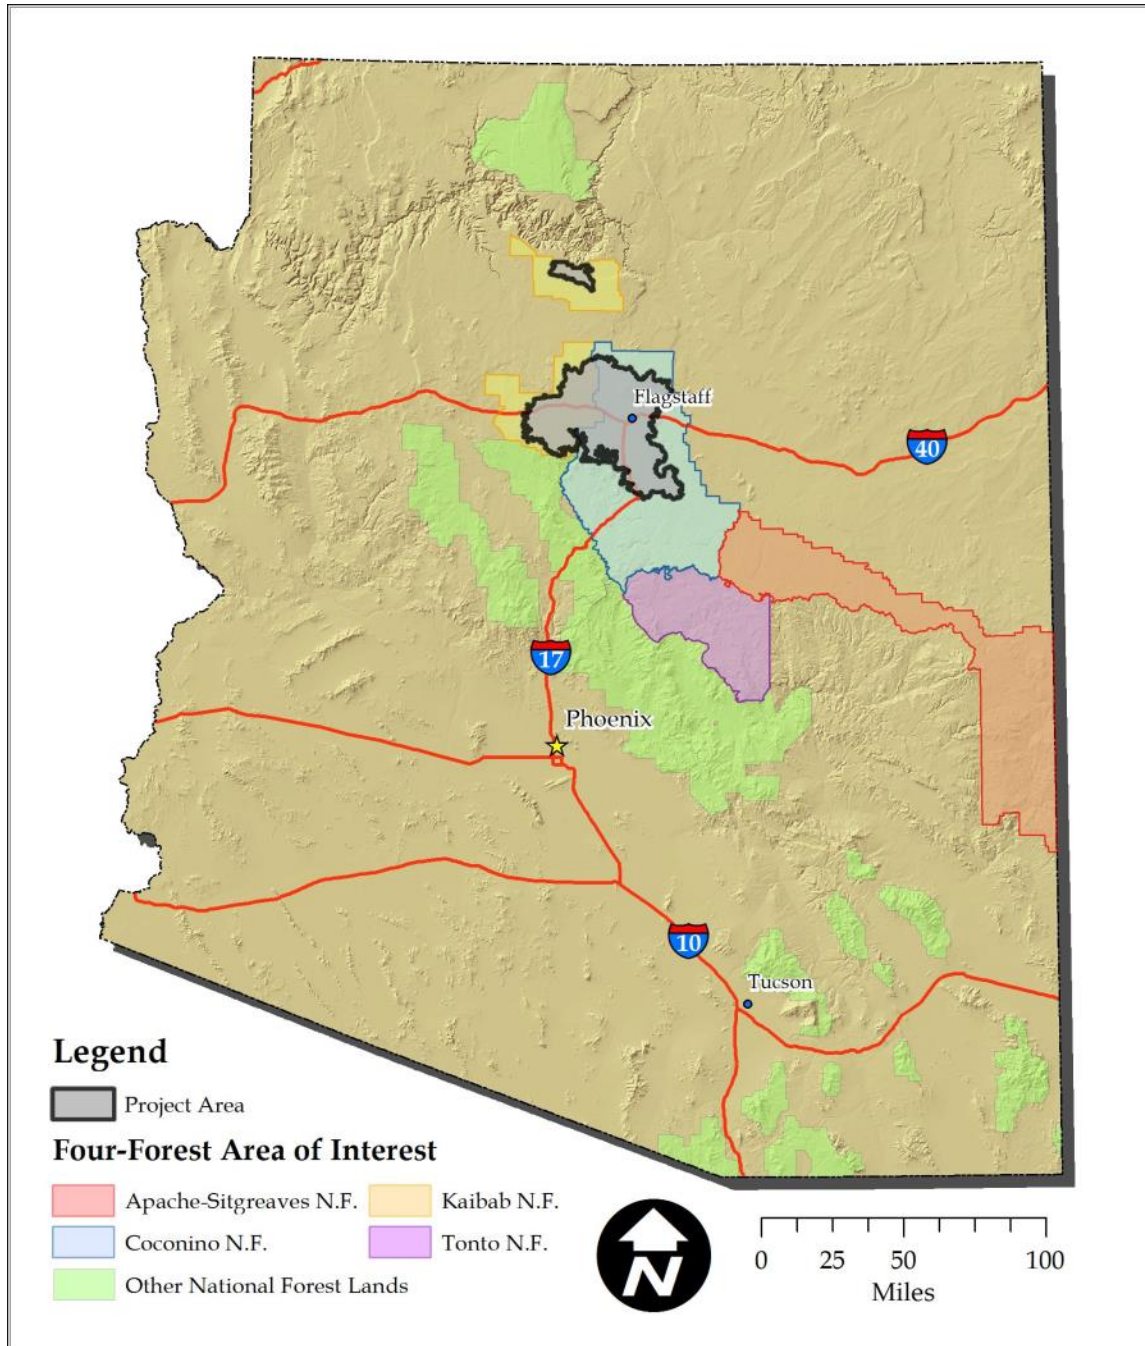 Flagstaff
40
17
Phoenix
10
Tucson
Legend
Project Area
Four-Forest Area of Interest
Apache-Sitgreaves N.F.
Kaibab N.F.
Coconino N.F.
Tonto N.F.
Other National Forest Lands
N
0 25 50 100
Miles